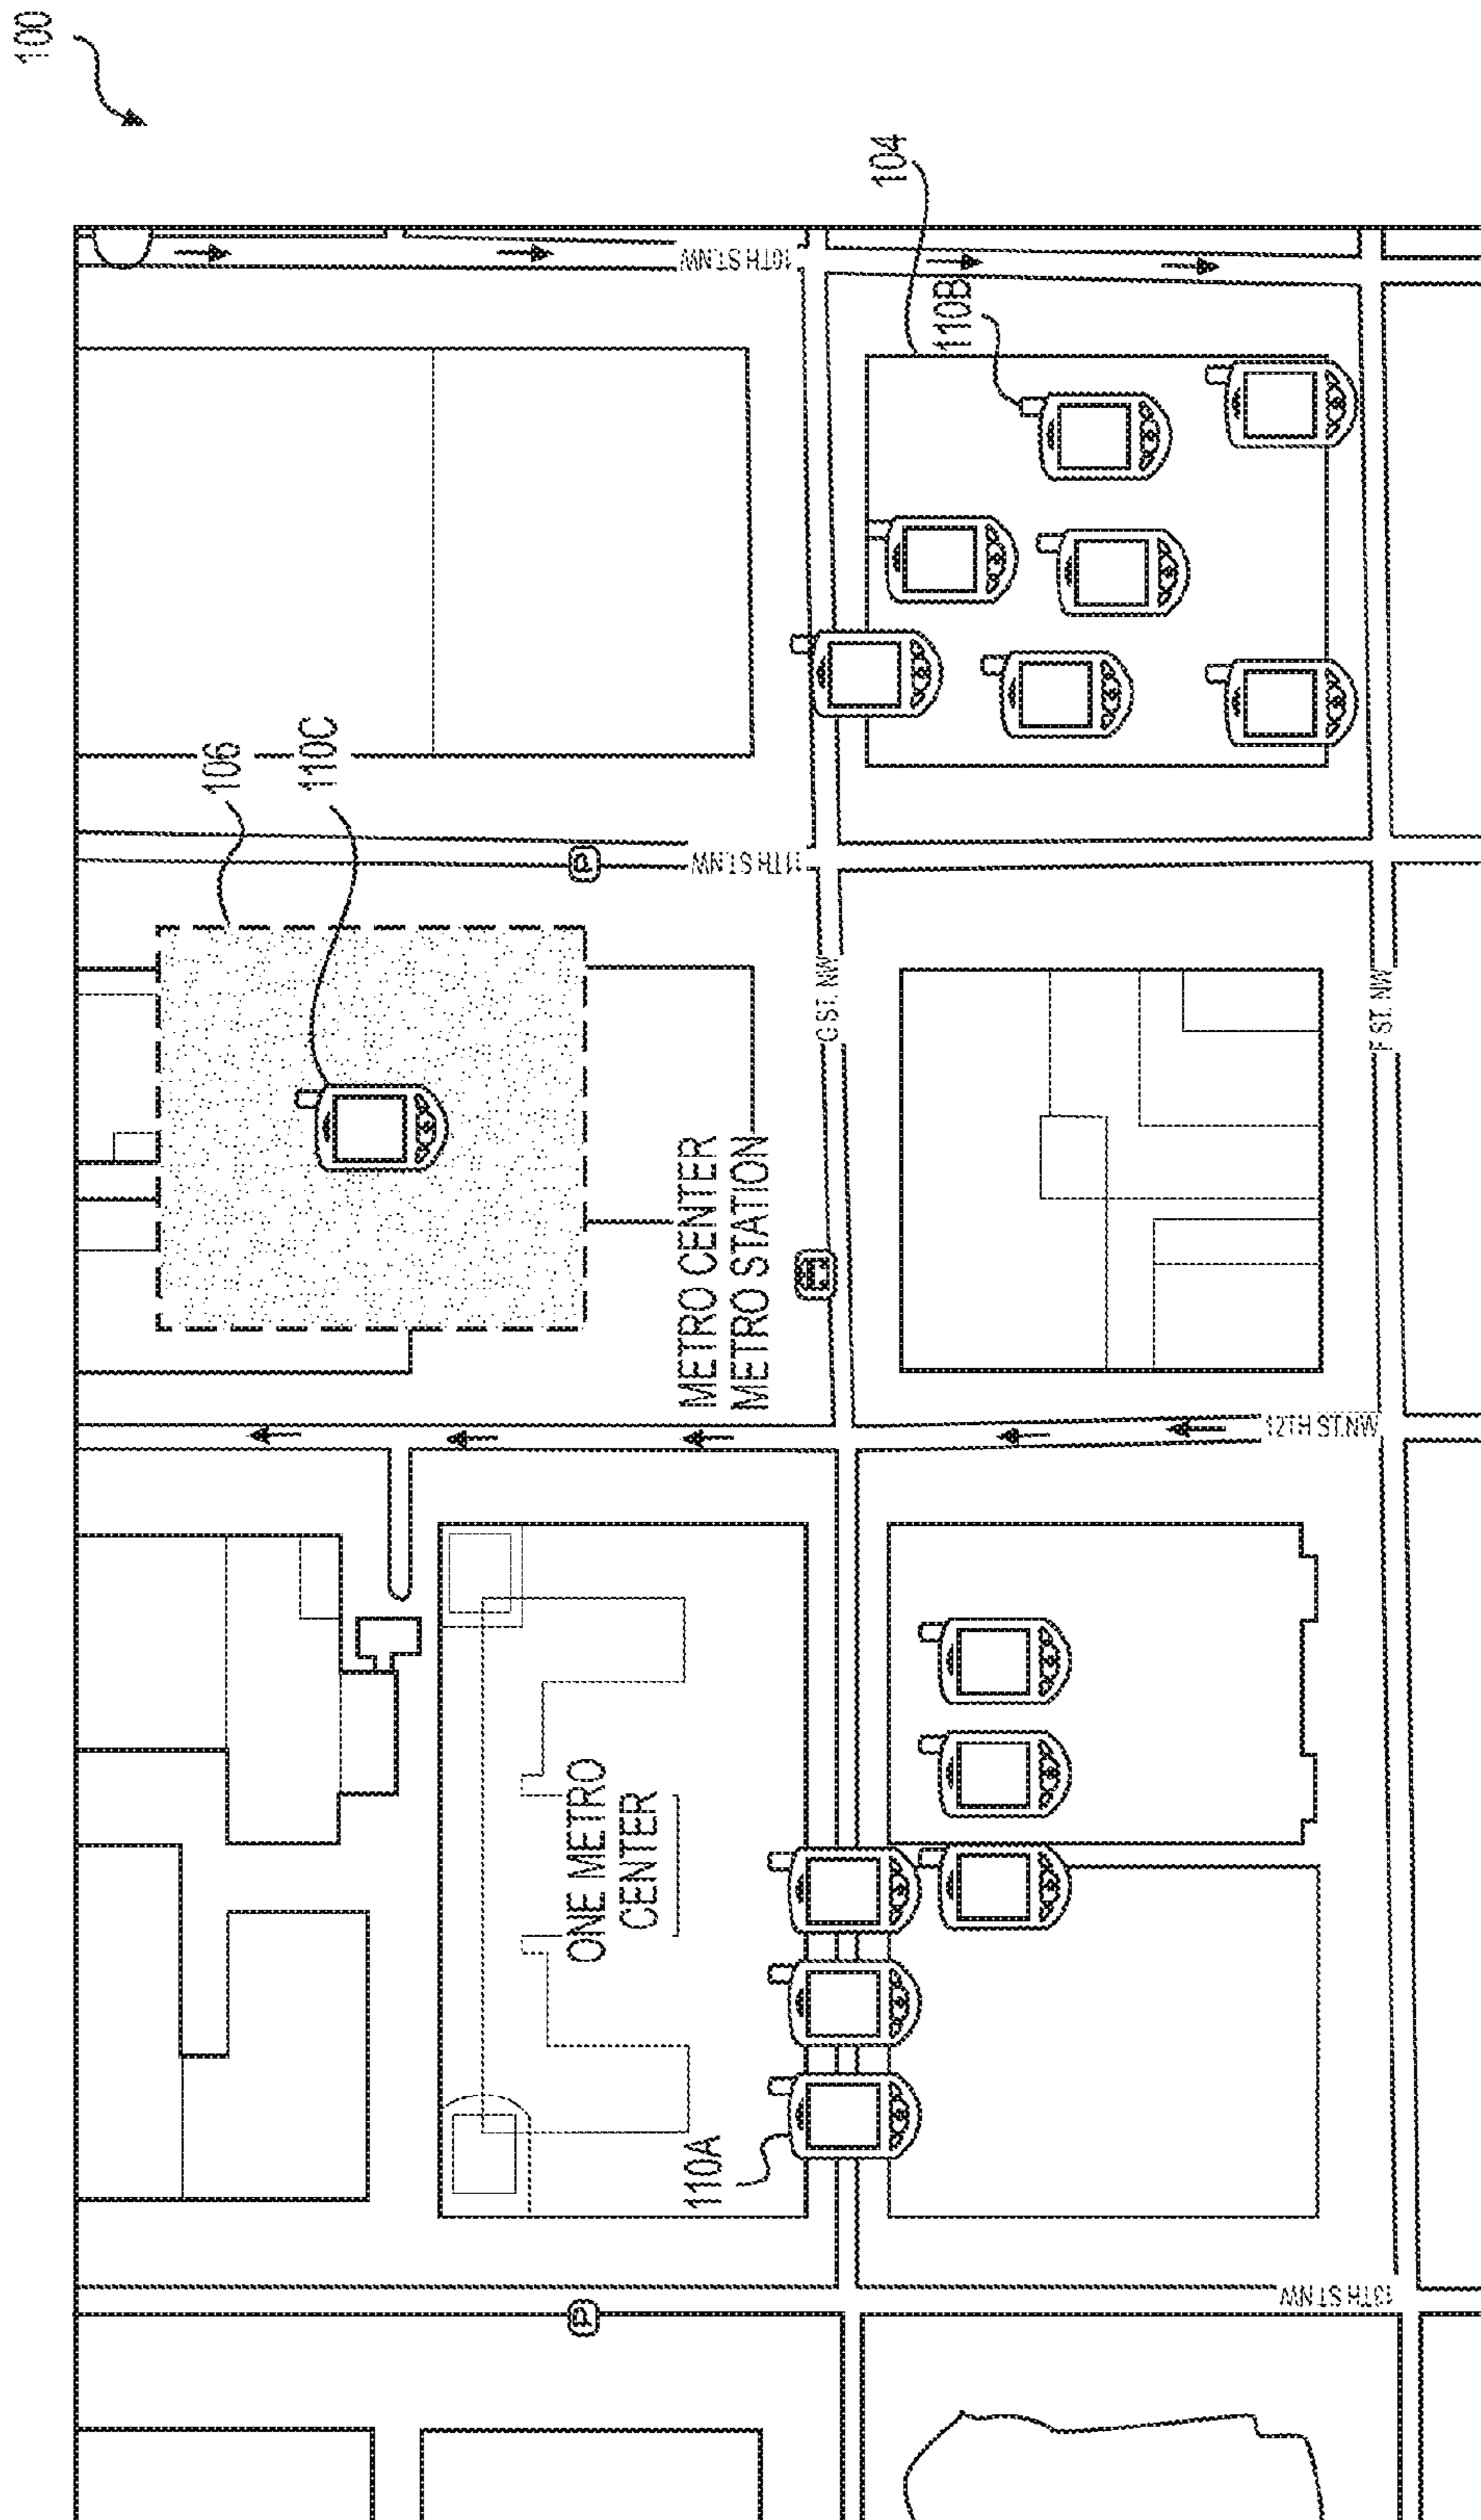 100
104
10TH ST.NW
110B
106
110C
P
11TH ST.NW
G ST. NW
F ST. NW
METRO CENTER
METRO STATION
12TH ST.NW
ONE METRO
CENTER
110A
P
13TH ST.NW